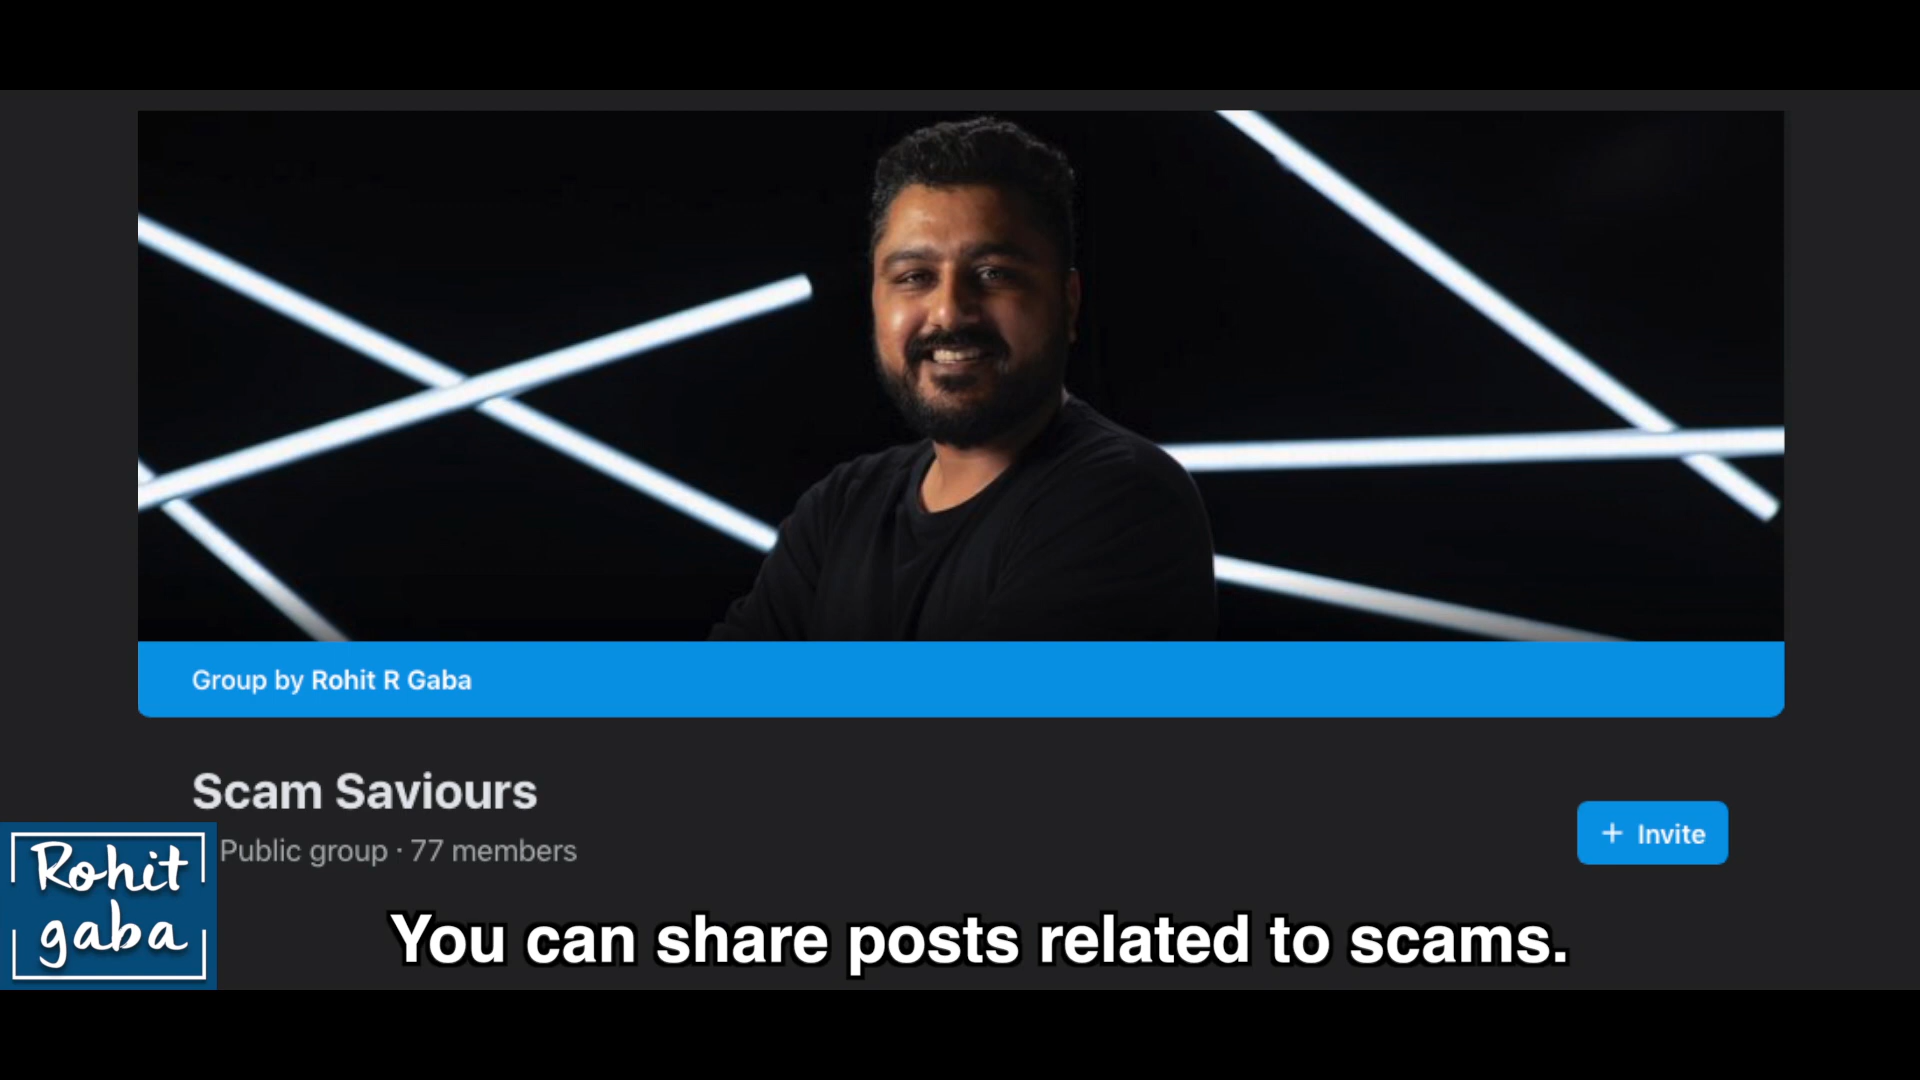 Group by Rohit R Gaba
Scam Saviours
Public group · 77 members
+ Invite
Rohit
gaba
You can share posts related to scams.